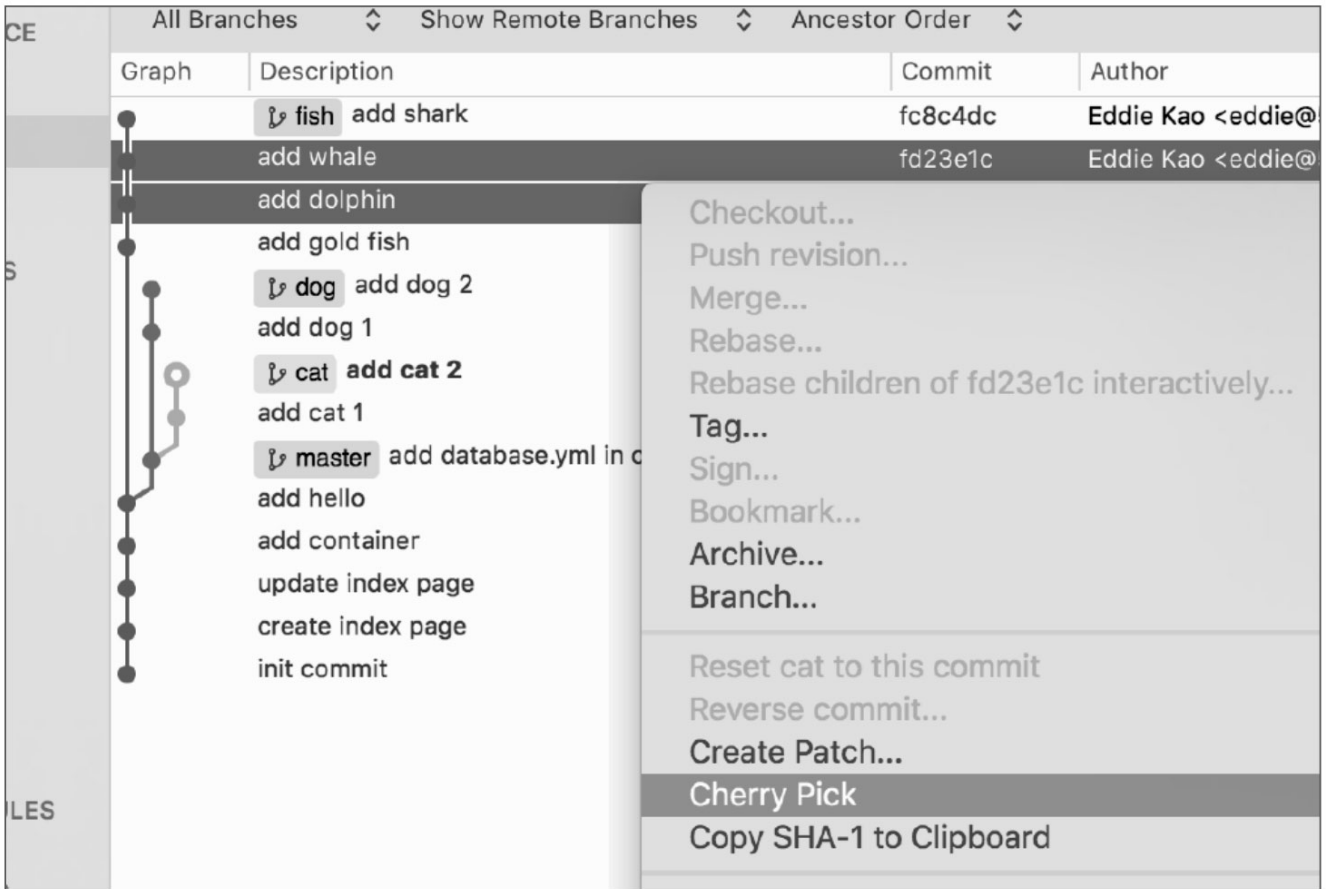 CE
All Branches Show Remote Branches Ancestor Order
Graph Description Commit Author
fish add shark fc8c4dc Eddie Kao <eddie@
add whale fd23e1c Eddie Kao <eddie@
add dolphin
add gold fish
S
dog add dog 2
add dog 1
cat add cat 2
add cat 1
master add database.yml in c
add hello
add container
update index page
create index page
init commit
ULES
Checkout...
Push revision...
Merge...
Rebase...
Rebase children of fd23e1c interactively...
Tag...
Sign...
Bookmark...
Archive...
Branch...
Reset cat to this commit
Reverse commit...
Create Patch...
Cherry Pick
Copy SHA-1 to Clipboard